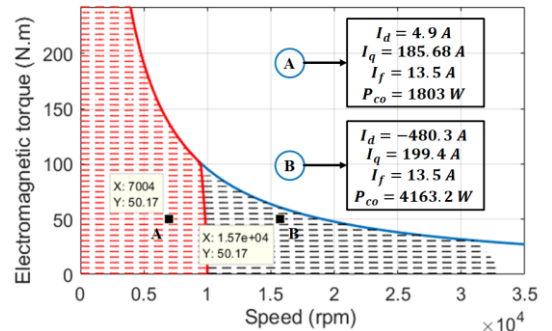 Electromagnetic torque (N.m)
200
150
100
50
0
A
I_d = 4.9 A
I_q = 185.68 A
I_f = 13.5 A
P_co = 1803 W
B
I_d = −480.3 A
I_q = 199.4 A
I_f = 13.5 A
P_co = 4163.2 W
X: 7004
Y: 50.17
A
X: 1.57e+04
Y: 50.17
B
0 0.5 1 1.5 2 2.5 3 3.5
Speed (rpm)
×10^4